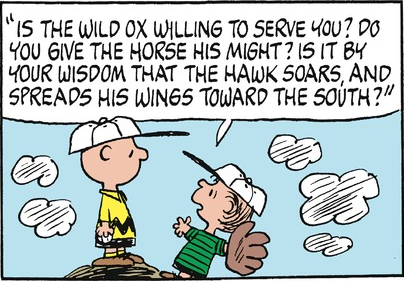 "IS THE WILD OX WILLING TO SERVE YOU? DO
YOU GIVE THE HORSE HIS MIGHT? IS IT BY
YOUR WISDOM THAT THE HAWK SOARS, AND
SPREADS HIS WINGS TOWARD THE SOUTH?"